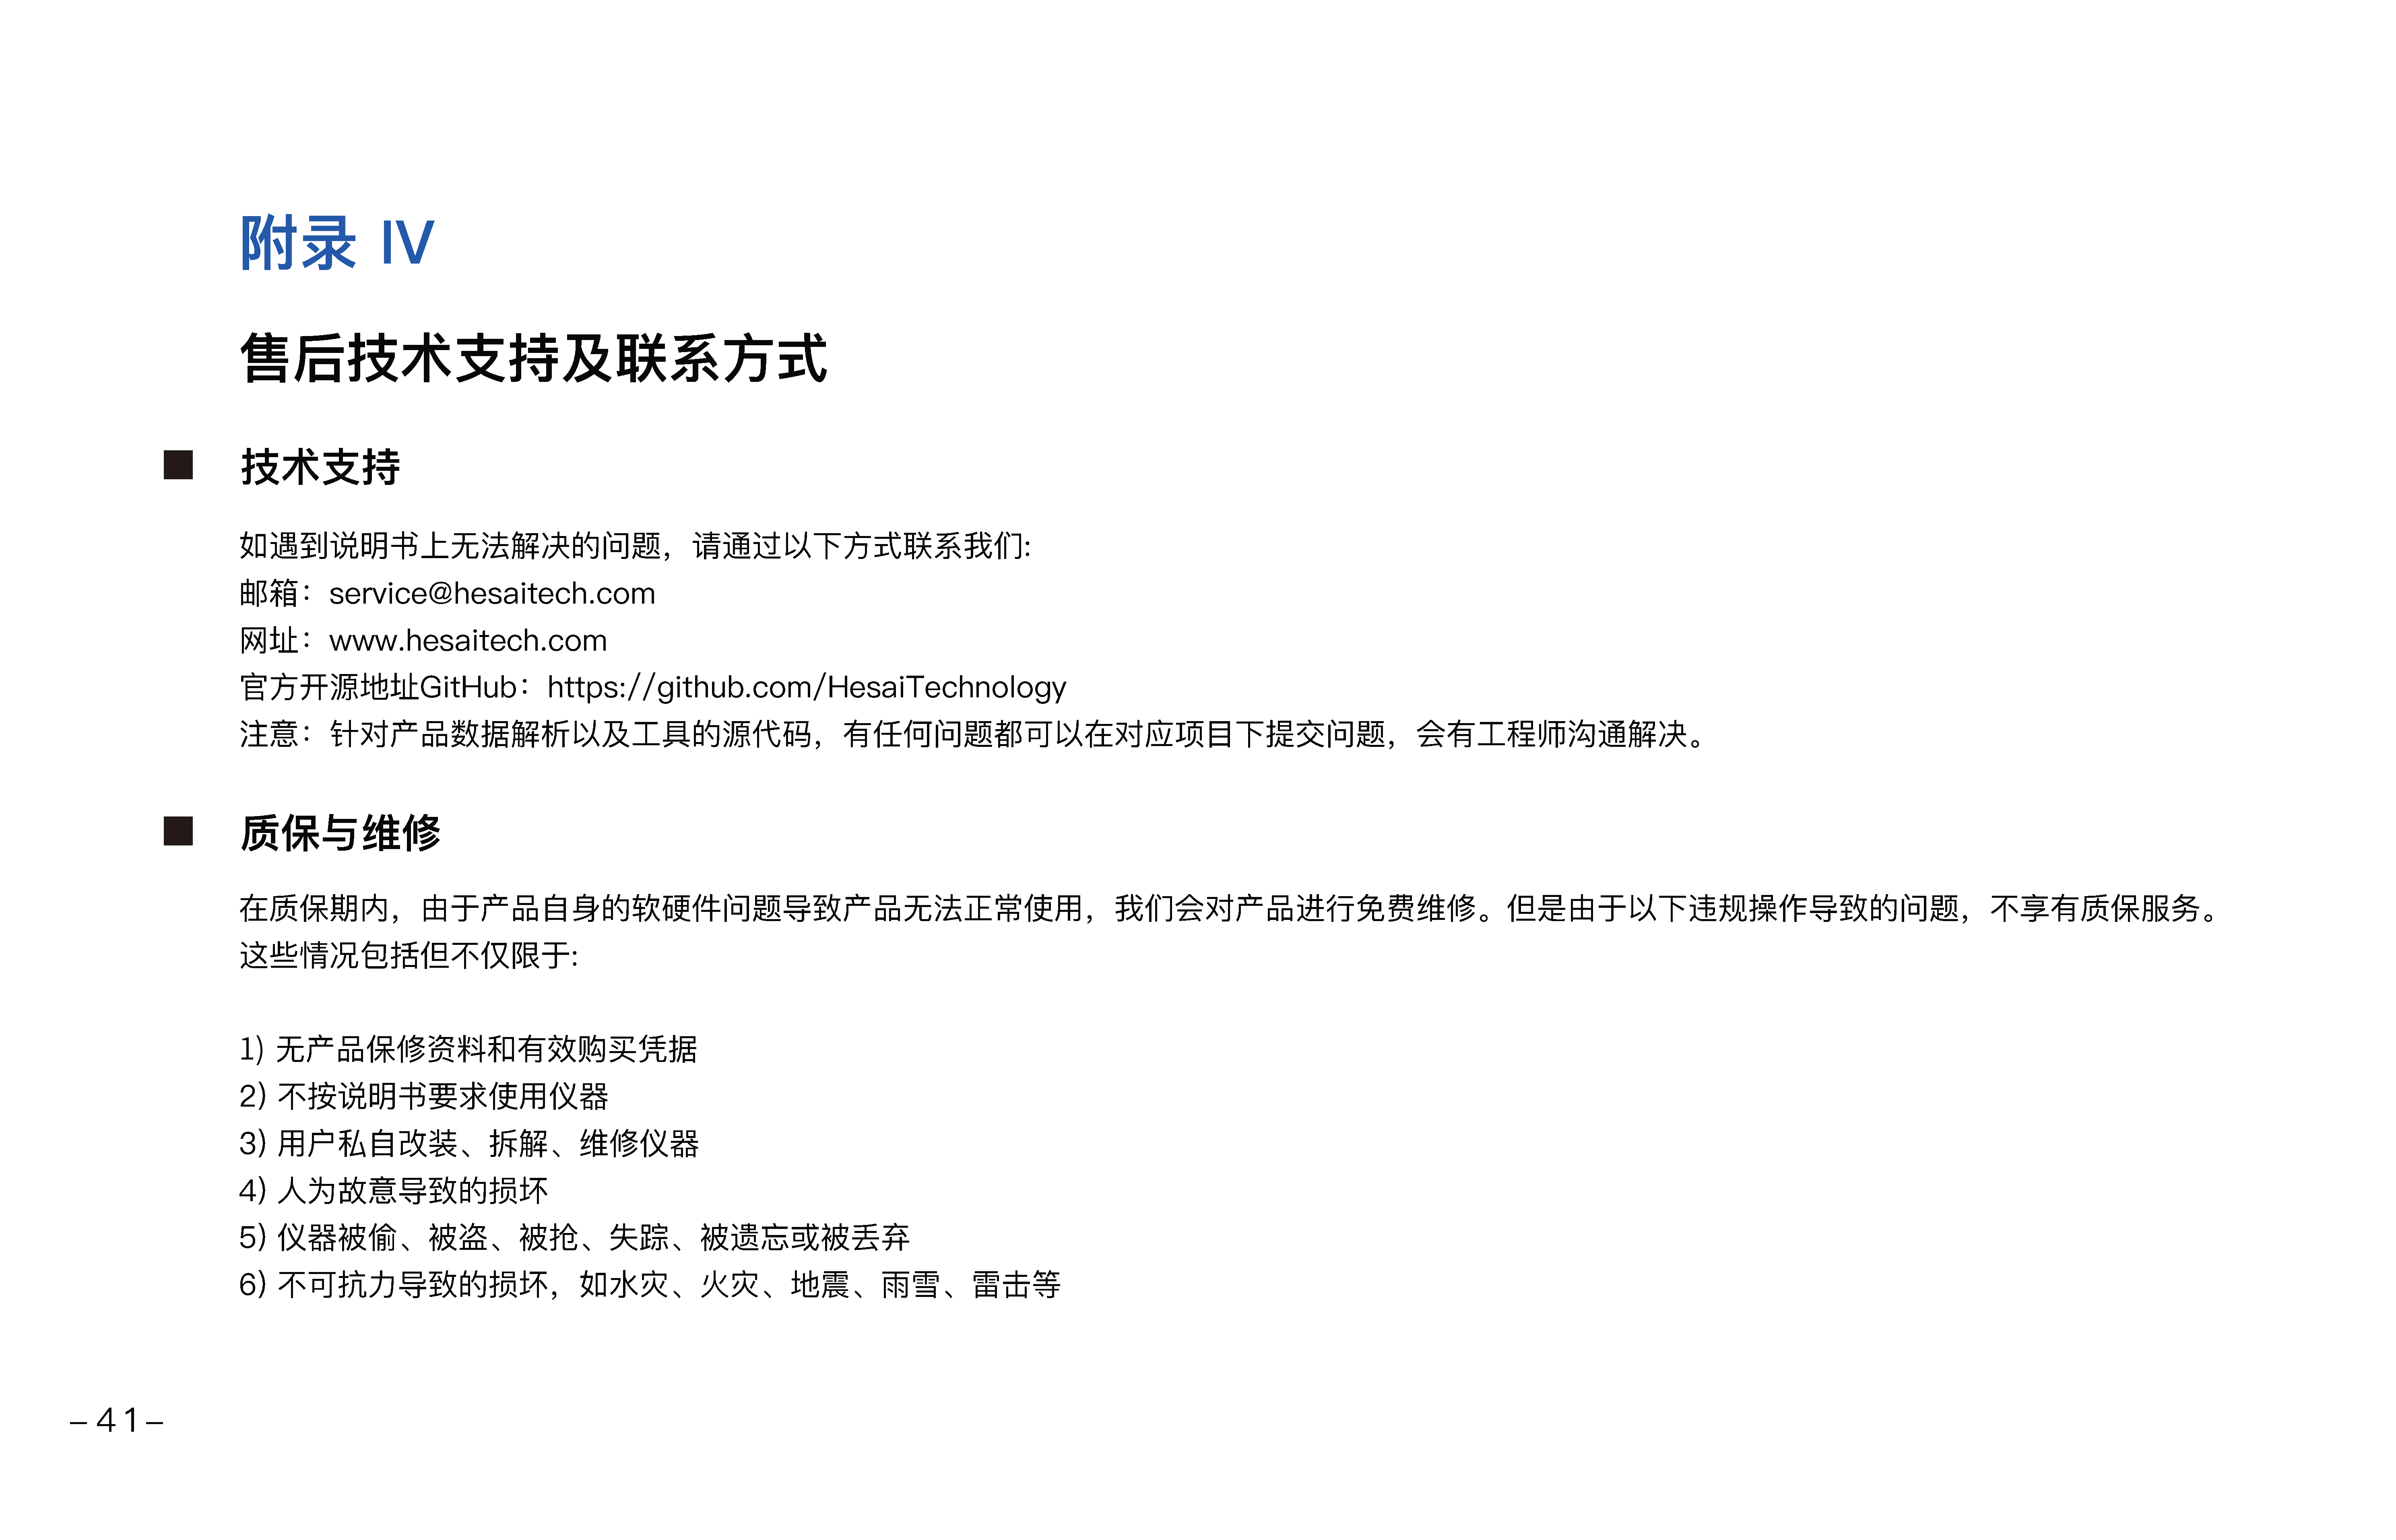 附录 IV
售后技术支持及联系方式
■ 技术支持
如遇到说明书上无法解决的问题，请通过以下方式联系我们:
邮箱：service@hesaitech.com
网址：www.hesaitech.com
官方开源地址GitHub：https://github.com/HesaiTechnology
注意：针对产品数据解析以及工具的源代码，有任何问题都可以在对应项目下提交问题，会有工程师沟通解决。
■ 质保与维修
在质保期内，由于产品自身的软硬件问题导致产品无法正常使用，我们会对产品进行免费维修。但是由于以下违规操作导致的问题，不享有质保服务。
这些情况包括但不仅限于:
1) 无产品保修资料和有效购买凭据
2) 不按说明书要求使用仪器
3) 用户私自改装、拆解、维修仪器
4) 人为故意导致的损坏
5) 仪器被偷、被盗、被抢、失踪、被遗忘或被丢弃
6) 不可抗力导致的损坏，如水灾、火灾、地震、雨雪、雷击等
– 41–